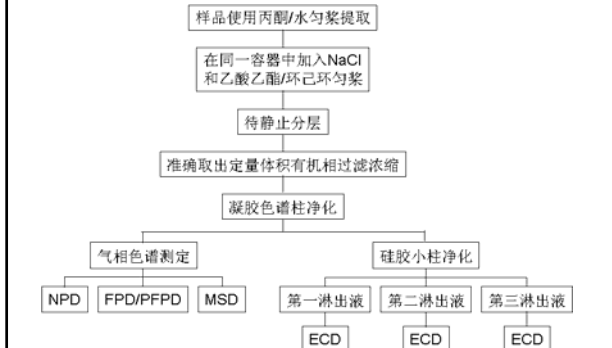 样品使用丙酮/水匀桨提取
在同一容器中加入NaCl
和乙酸乙酯/环己环匀桨
待静止分层
准确取出定量体积有机相过滤浓缩
凝胶色谱柱净化
气相色谱测定
硅胶小柱净化
NPD
FPD/PFPD
MSD
第一淋出液
第二淋出液
第三淋出液
ECD
ECD
ECD